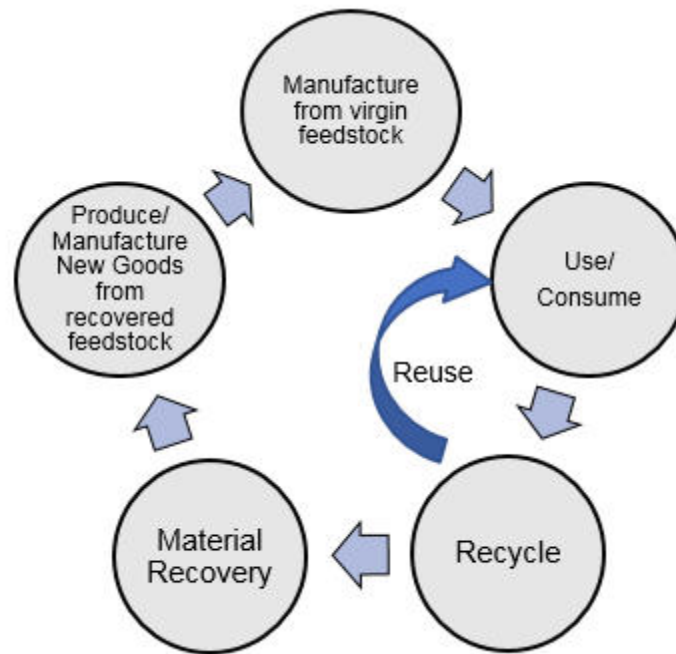 Manufacture
from virgin
feedstock
Use/
Consume
Recycle
Material
Recovery
Produce/
Manufacture
New Goods
from
recovered
feedstock
Reuse